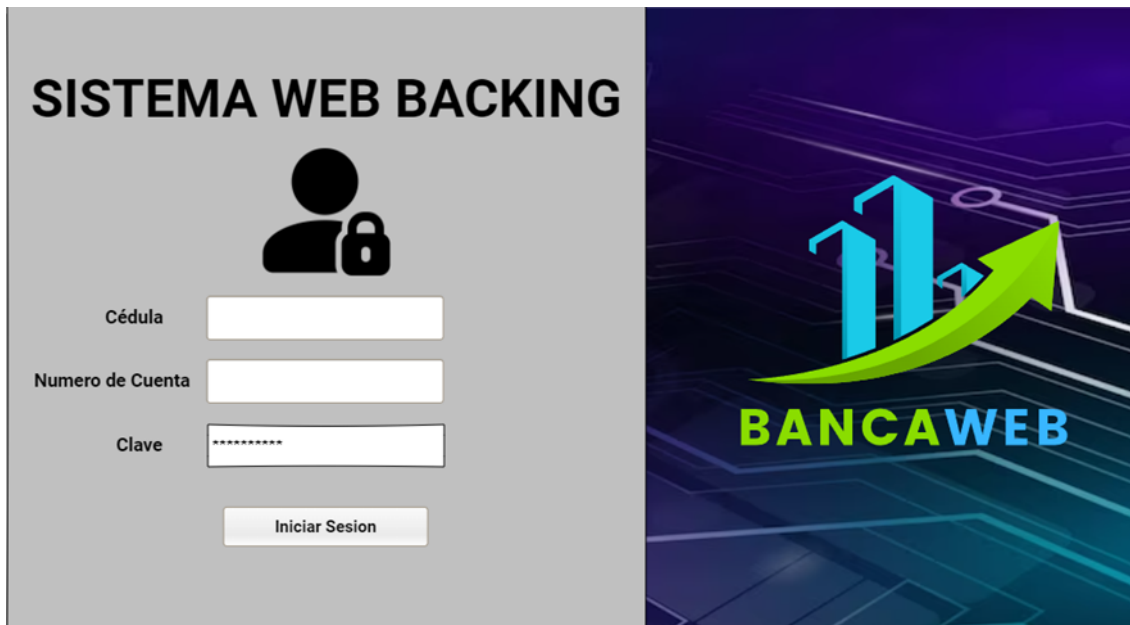 SISTEMA WEB BACKING
Cédula
Numero de Cuenta
Clave
**********
Iniciar Sesion
BANCAWEB